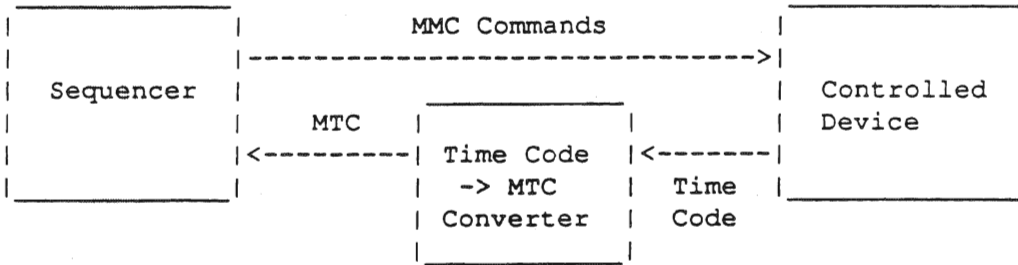 MMC Commands
Sequencer
Controlled
Device
MTC
Time Code
-> MTC
Converter
Time
Code